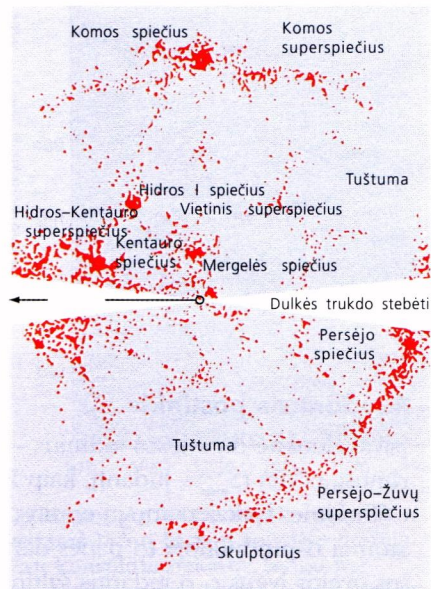 Komos spiečius
Komos
superspiečius
Tuštuma
Hidros I spiečius
Vietinis superspiečius
Hidros–Kentauro
superspiečius
Kentauro
spiečius
Mergelės spiečius
Dulkės trukdo stebėti
Persėjo
spiečius
Tuštuma
Persėjo–Žuvų
superspiečius
Skulptorius